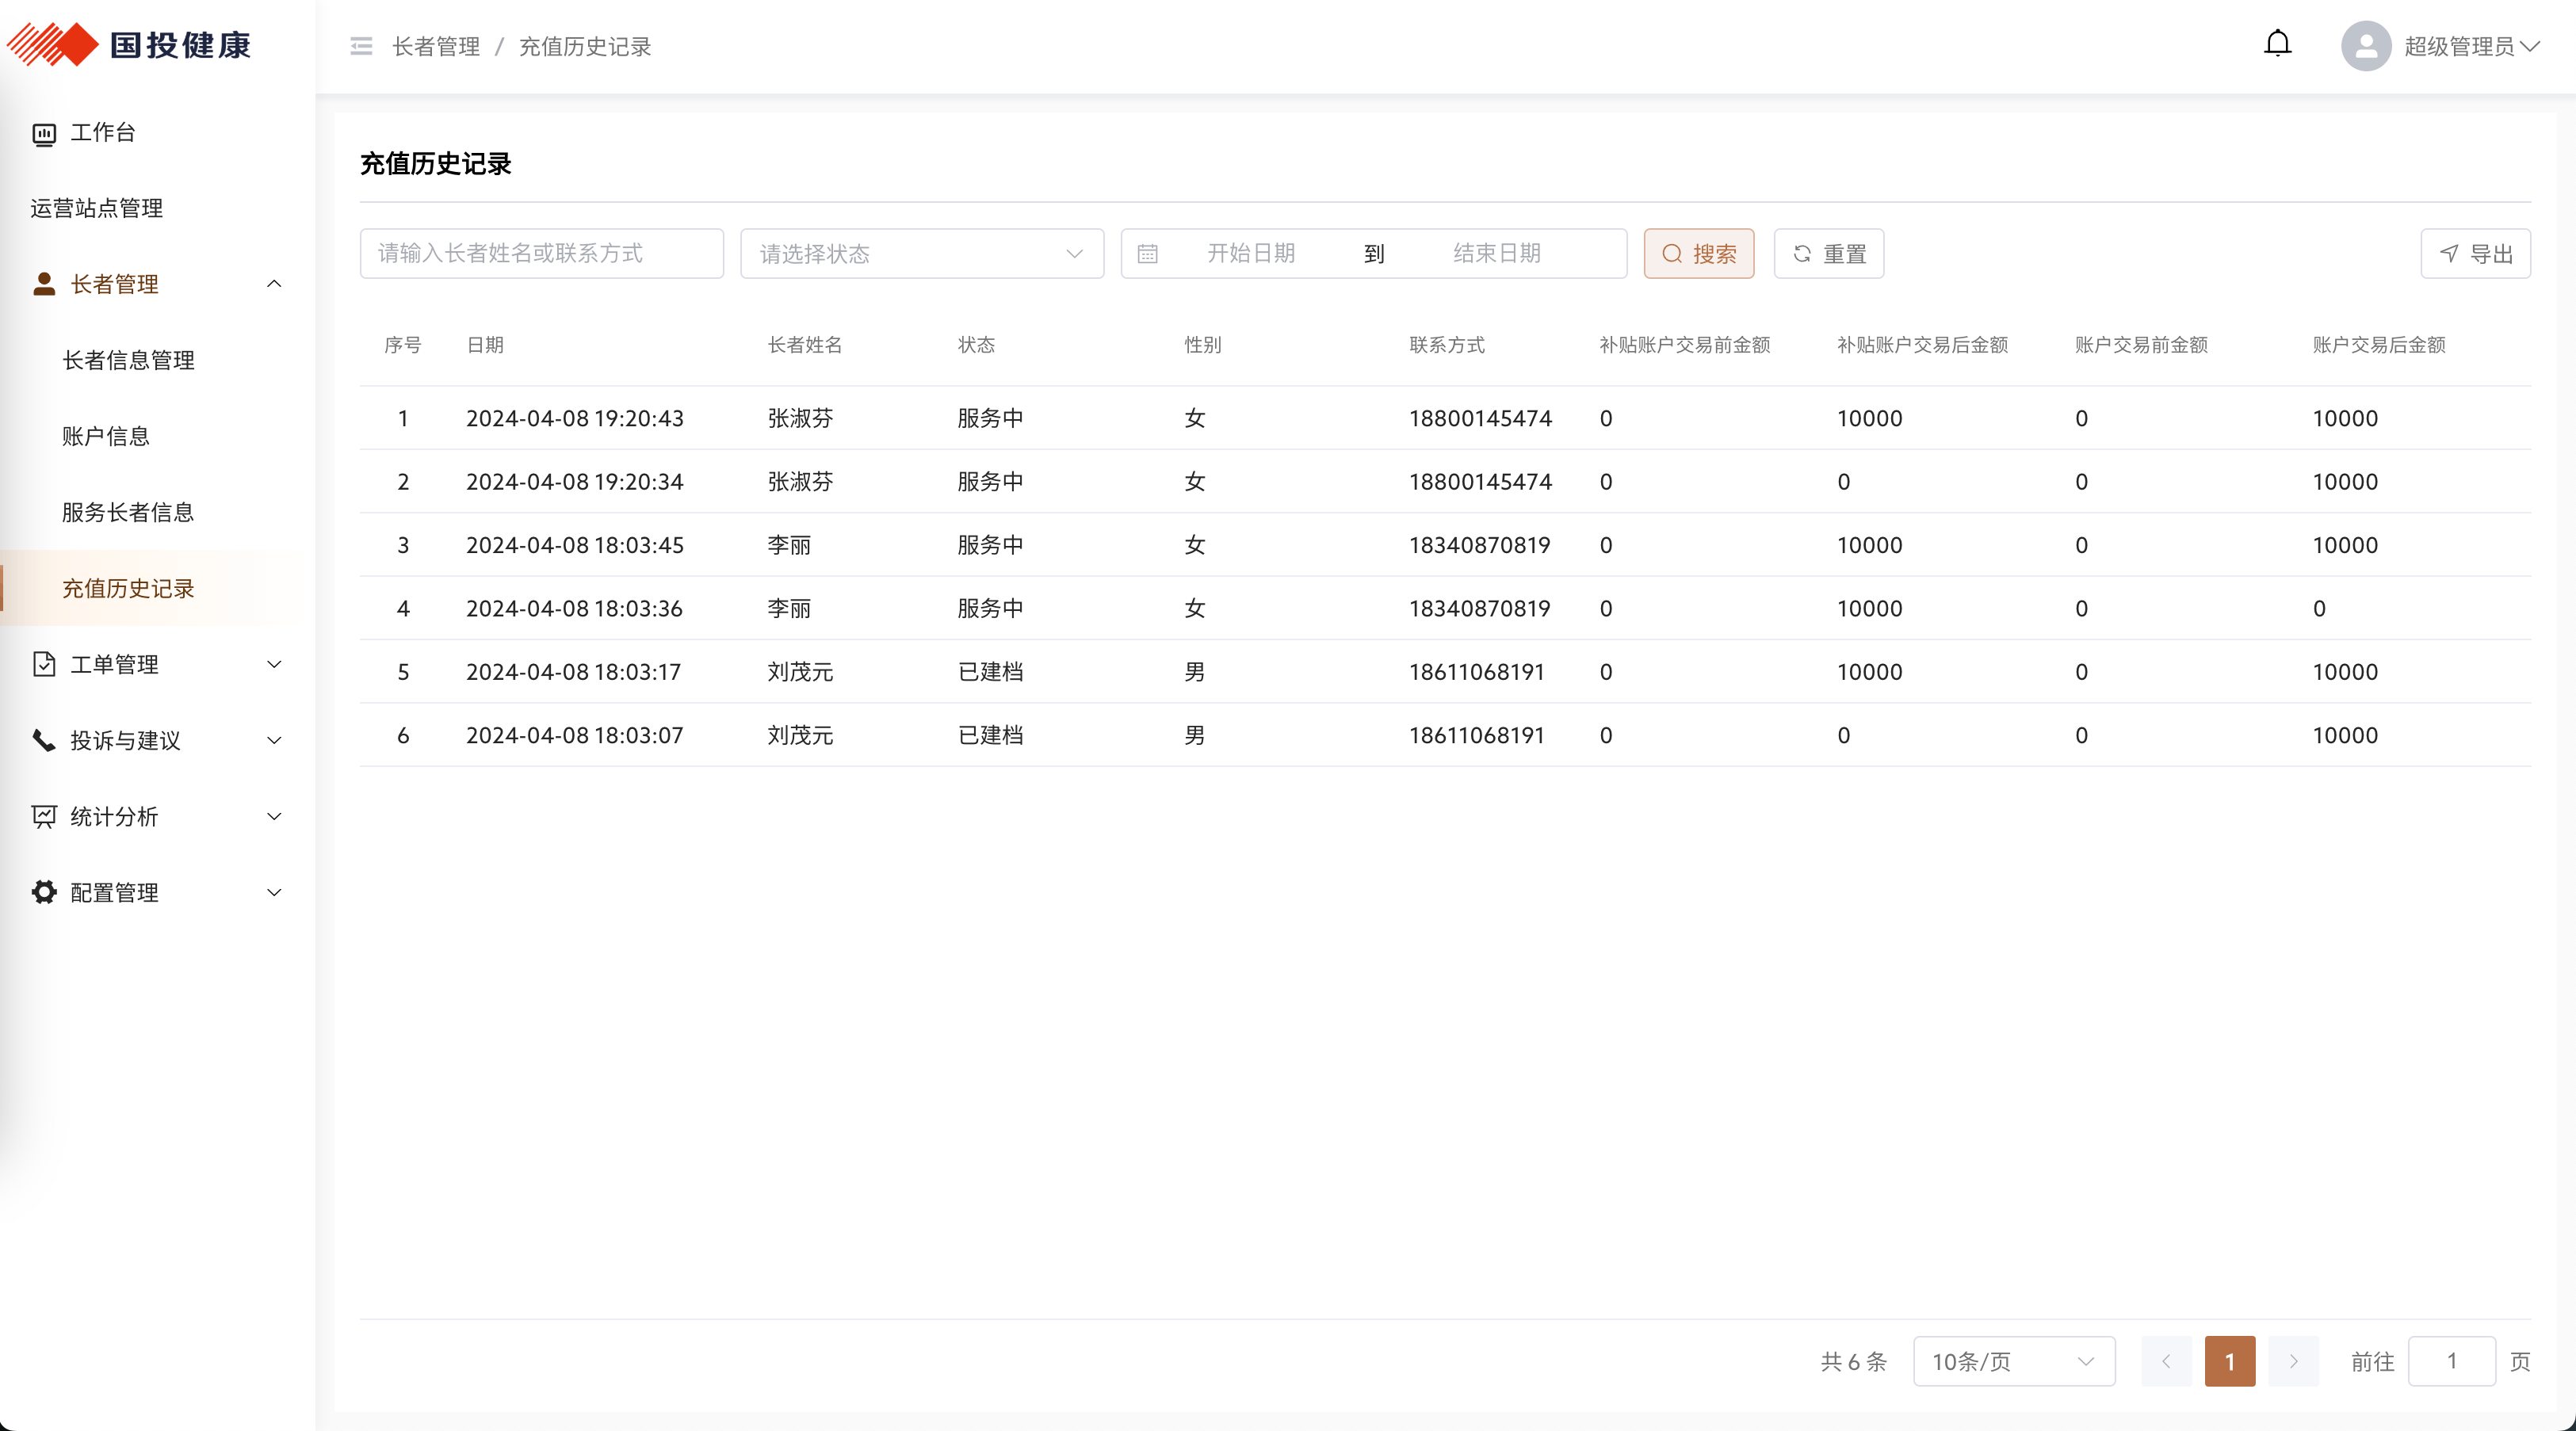 国投健康
长者管理 / 充值历史记录
超级管理员
工作台
运营站点管理
长者管理
长者信息管理
账户信息
服务长者信息
充值历史记录
工单管理
投诉与建议
统计分析
配置管理
充值历史记录
请输入长者姓名或联系方式 请选择状态 开始日期 到 结束日期 搜索 重置 导出
序号 日期 长者姓名 状态 性别 联系方式 补贴账户交易前金额 补贴账户交易后金额 账户交易前金额 账户交易后金额
1 2024-04-08 19:20:43 张淑芬 服务中 女 18800145474 0 10000 0 10000
2 2024-04-08 19:20:34 张淑芬 服务中 女 18800145474 0 0 0 10000
3 2024-04-08 18:03:45 李丽 服务中 女 18340870819 0 10000 0 10000
4 2024-04-08 18:03:36 李丽 服务中 女 18340870819 0 10000 0 0
5 2024-04-08 18:03:17 刘茂元 已建档 男 18611068191 0 10000 0 10000
6 2024-04-08 18:03:07 刘茂元 已建档 男 18611068191 0 0 0 10000
共 6 条 10条/页 1 前往 1 页